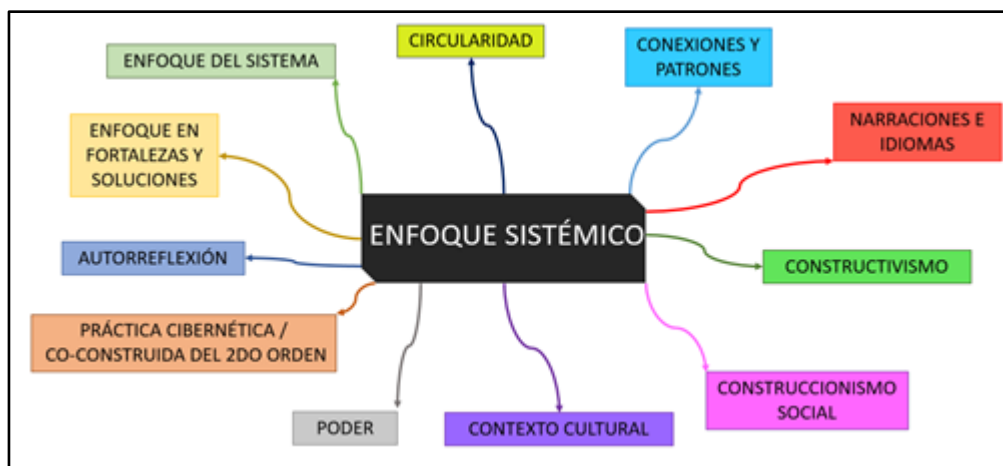 CIRCULARIDAD
CONEXIONES Y
PATRONES
ENFOQUE DEL SISTEMA
NARRACIONES E
IDIOMAS
ENFOQUE EN
FORTALEZAS Y
SOLUCIONES
ENFOQUE SISTÉMICO
AUTORREFLEXIÓN
CONSTRUCTIVISMO
PRÁCTICA CIBERNÉTICA /
CO-CONSTRUIDA DEL 2DO ORDEN
CONSTRUCCIONISMO
SOCIAL
PODER
CONTEXTO CULTURAL